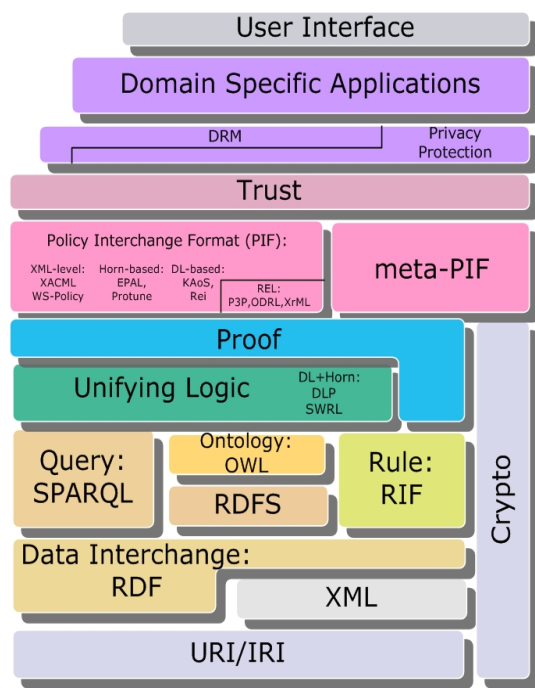 User Interface
Domain Specific Applications
DRM
Privacy
Protection
Trust
Policy Interchange Format (PIF):
XML-level:
XACML
WS-Policy
Horn-based:
EPAL,
Protune
DL-based:
KAoS,
Rei
REL:
P3P,ODRL,XrML
meta-PIF
Proof
Unifying Logic
DL+Horn:
DLP
SWRL
Query:
SPARQL
Ontology:
OWL
RDFS
Rule:
RIF
Crypto
Data Interchange:
RDF
XML
URI/IRI